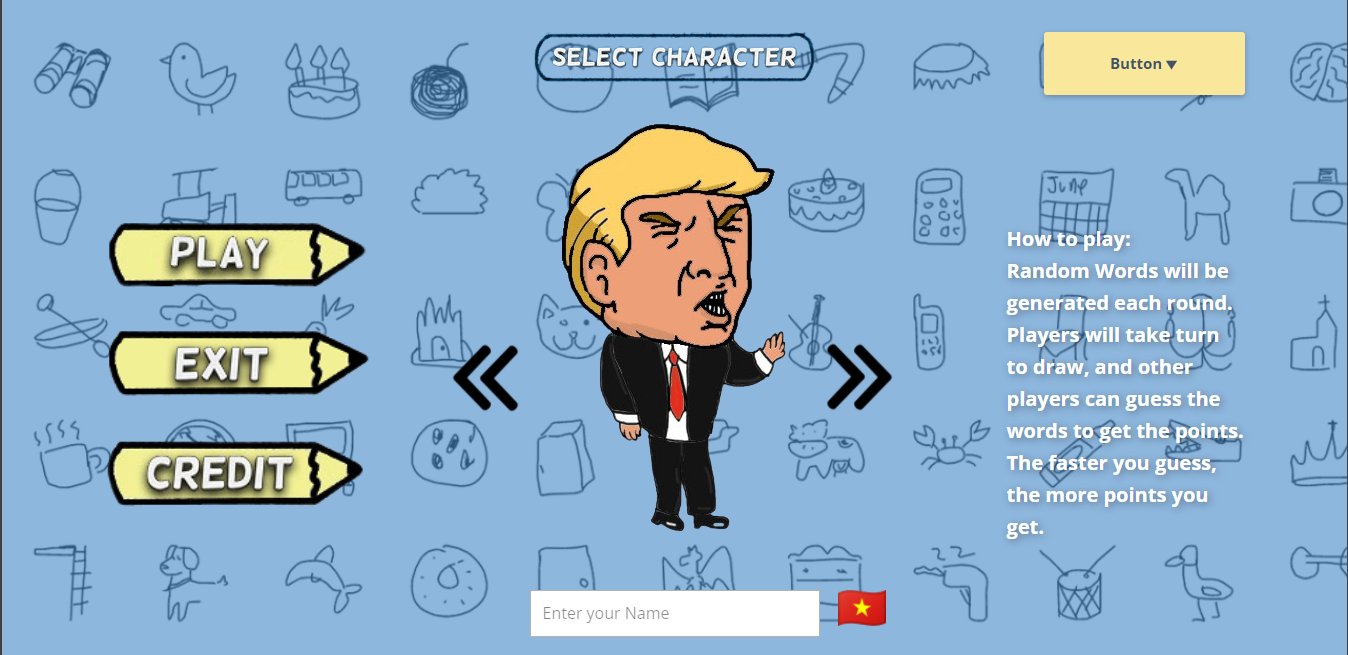 SELECT CHARACTER
Button ▼
June
PLAY
EXIT
CREDIT
How to play:
Random Words will be
generated each round.
Players will take turn
to draw, and other
players can guess the
words to get the points.
The faster you guess,
the more points you
get.
Enter your Name